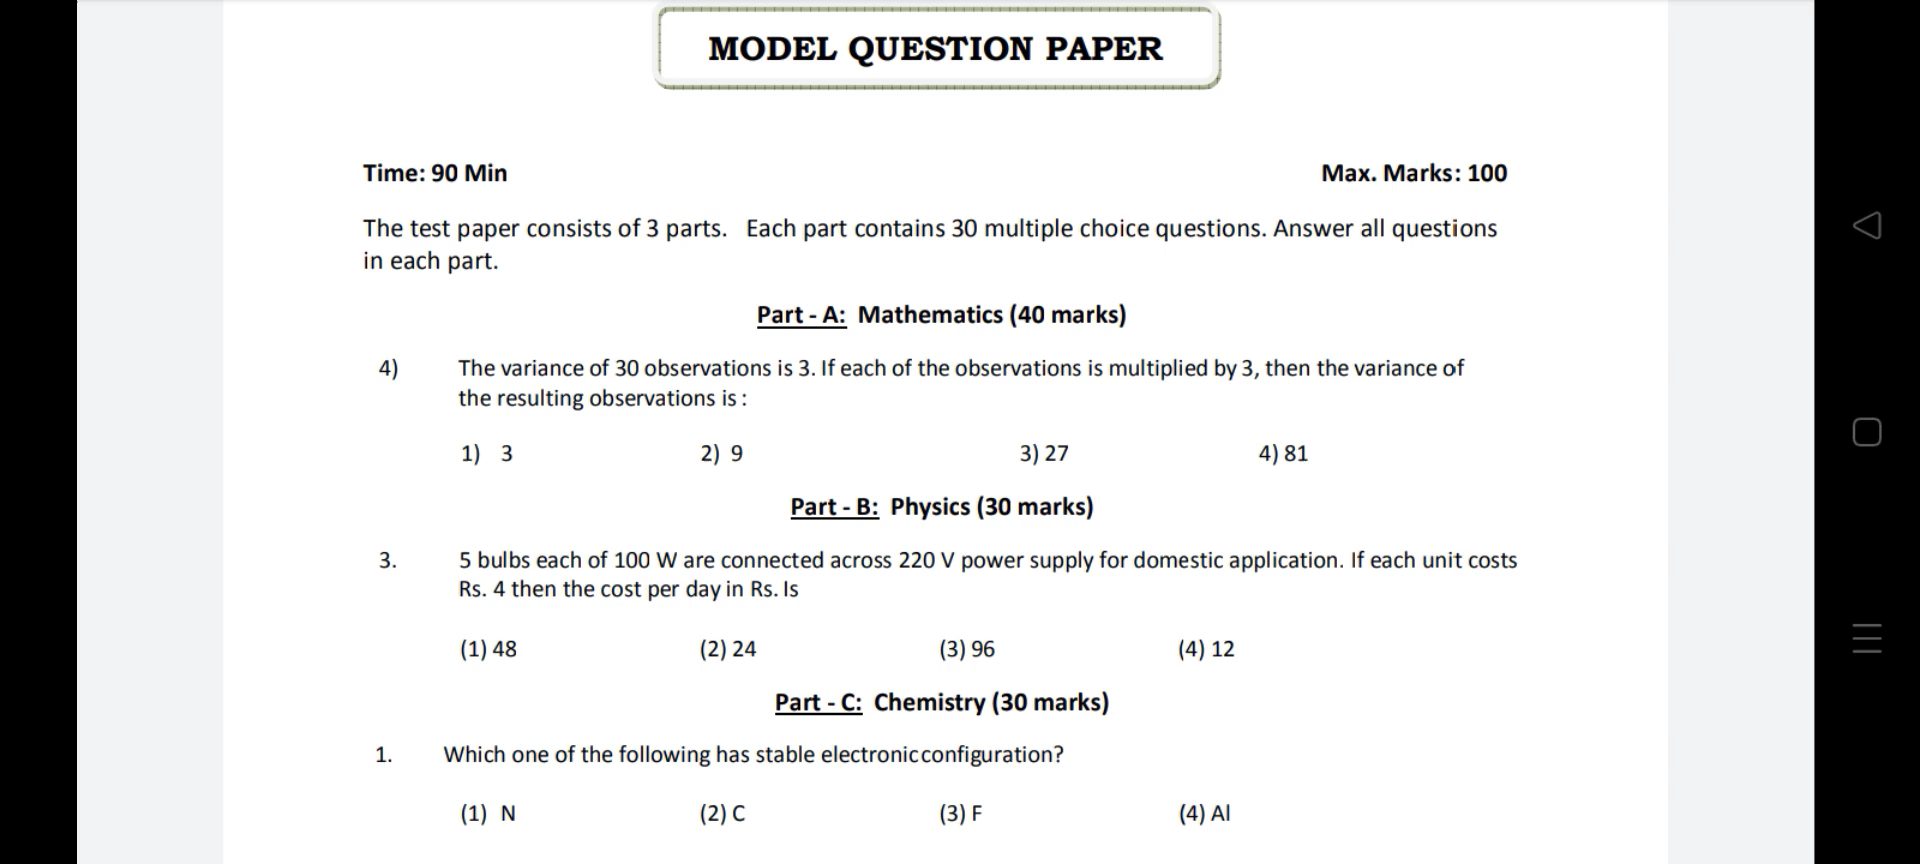 MODEL QUESTION PAPER
Time: 90 Min Max. Marks: 100
The test paper consists of 3 parts. Each part contains 30 multiple choice questions. Answer all questions
in each part.
Part - A: Mathematics (40 marks)
4) The variance of 30 observations is 3. If each of the observations is multiplied by 3, then the variance of
the resulting observations is :
1) 3 2) 9 3) 27 4) 81
Part - B: Physics (30 marks)
3. 5 bulbs each of 100 W are connected across 220 V power supply for domestic application. If each unit costs
Rs. 4 then the cost per day in Rs. Is
(1) 48 (2) 24 (3) 96 (4) 12
Part - C: Chemistry (30 marks)
1. Which one of the following has stable electronic configuration?
(1) N (2) C (3) F (4) Al